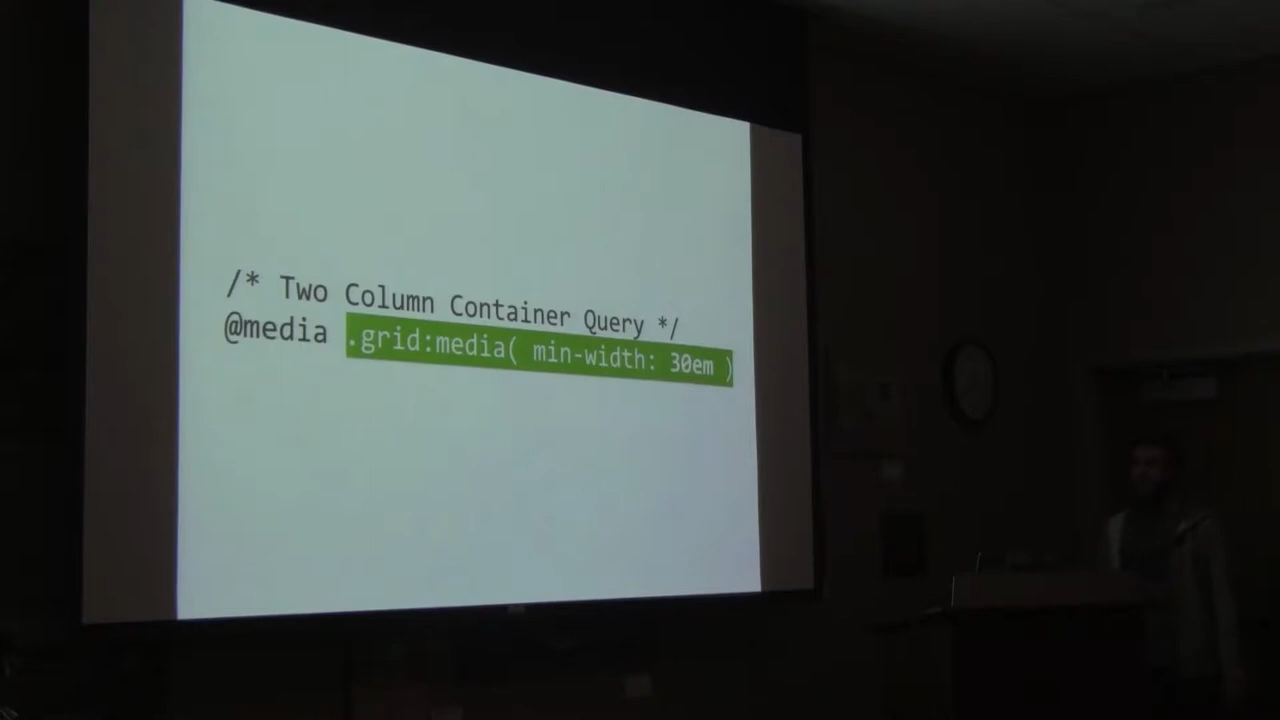 /* Two Column Container Query */
@media .grid:media( min-width: 30em )